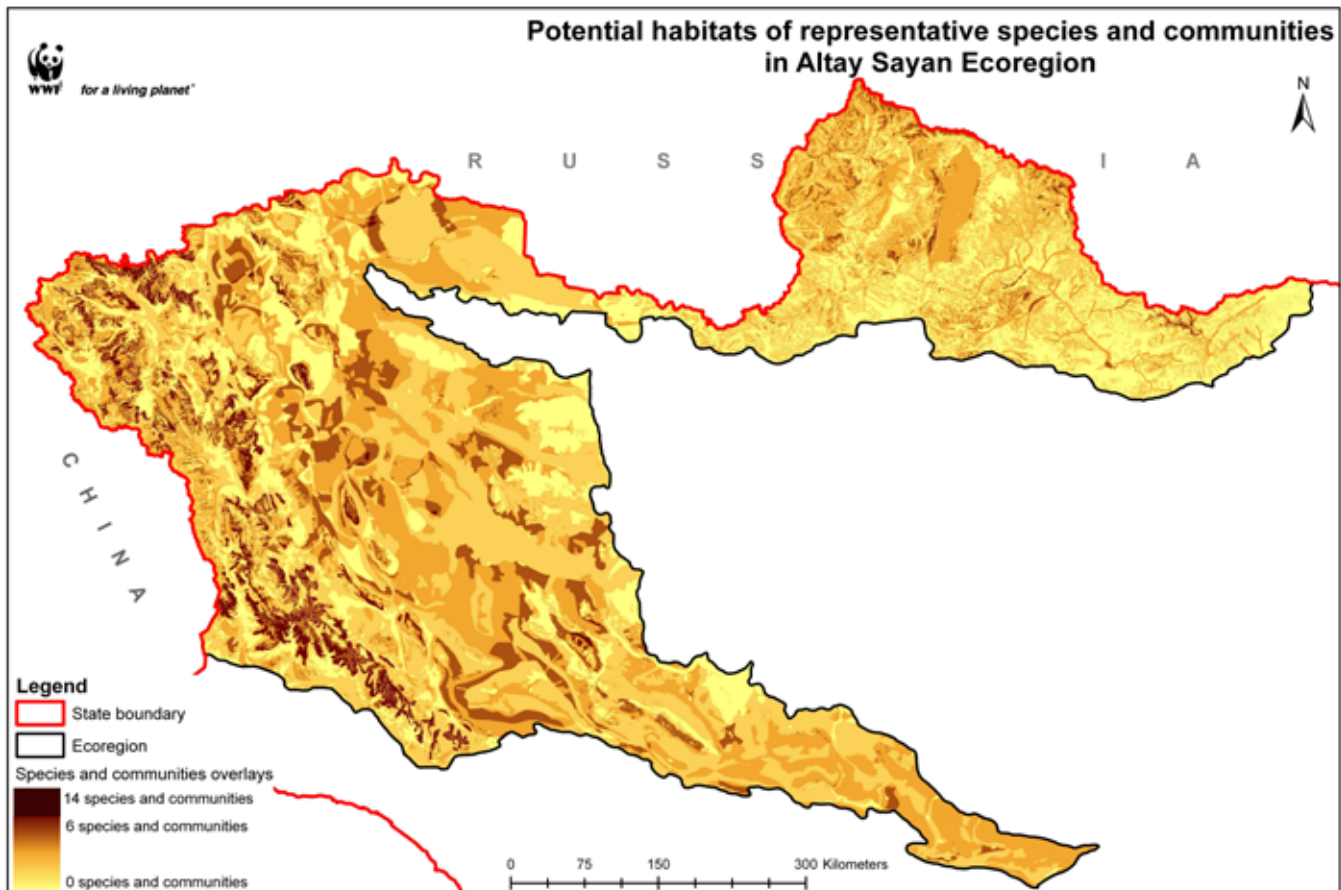 Potential habitats of representative species and communities
in Altay Sayan Ecoregion
WWF
for a living planet®
N
R U S S I A
C H I N A
Legend
State boundary
Ecoregion
Species and communities overlays
14 species and communities
6 species and communities
0 species and communities
0 75 150 300 Kilometers